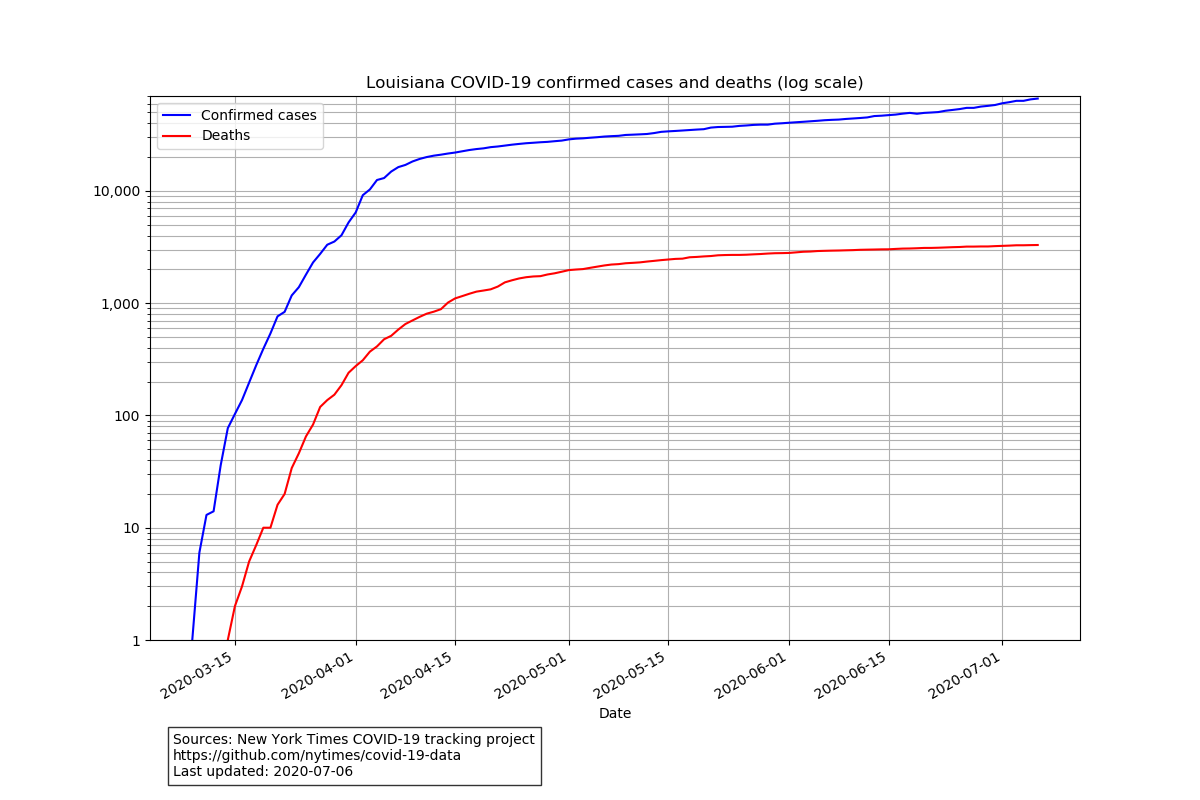 Louisiana COVID-19 confirmed cases and deaths (log scale)
Confirmed cases
Deaths
10,000
1,000
100
10
1
2020-03-15
2020-04-01
2020-04-15
2020-05-01
2020-05-15
2020-06-01
2020-06-15
2020-07-01
Date
Sources: New York Times COVID-19 tracking project
https://github.com/nytimes/covid-19-data
Last updated: 2020-07-06